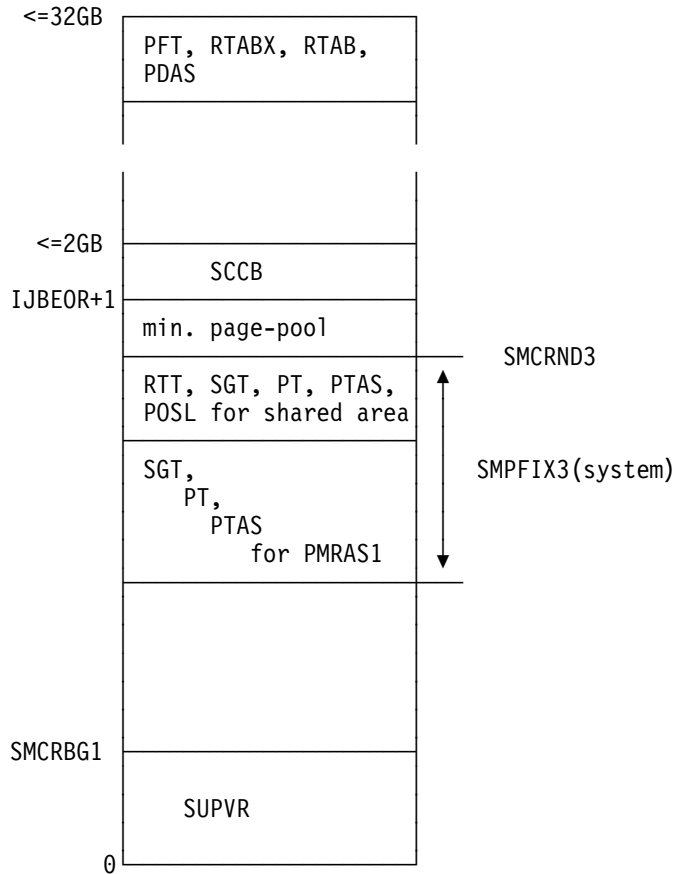 <=32GB
PFT, RTABX, RTAB,
PDAS
<=2GB
SCCB
IJBEOR+1
min. page-pool
SMCRND3
RTT, SGT, PT, PTAS,
POSL for shared area
SGT,
PT,
PTAS
for PMRAS1
SMPFIX3(system)
SMCRBG1
SUPVR
0